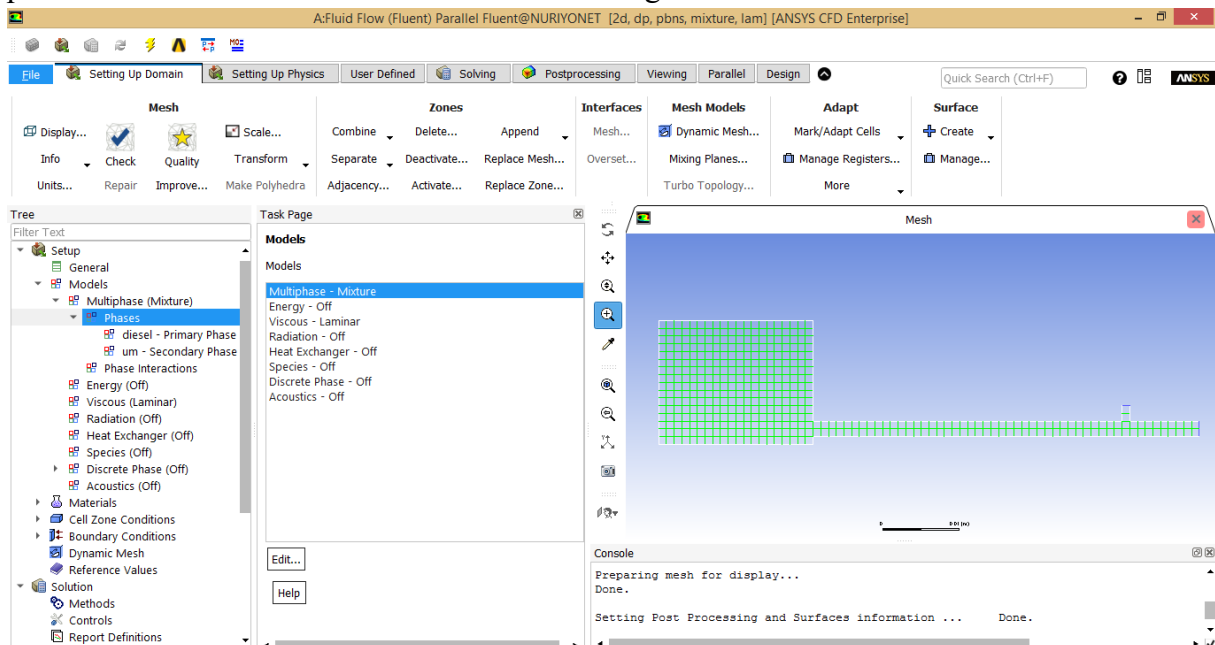 A:Fluid Flow (Fluent) Parallel Fluent@NURIYONET [2d, dp, pbns, mixture, lam] [ANSYS CFD Enterprise]
File Setting Up Domain Setting Up Physics User Defined Solving Postprocessing Viewing Parallel Design Quick Search (Ctrl+F) ANSYS
Mesh Zones Interfaces Mesh Models Adapt Surface
Display... Scale... Combine Delete... Append Mesh... Dynamic Mesh... Mark/Adapt Cells Create
Info Check Quality Transform Separate Deactivate... Replace Mesh... Overset... Mixing Planes... Manage Registers... Manage...
Units... Repair Improve... Make Polyhedra Adjacency... Activate... Replace Zone... Turbo Topology... More
Tree
Filter Text
Setup
General
Models
Multiphase (Mixture)
Phases
diesel - Primary Phase
um - Secondary Phase
Phase Interactions
Energy (Off)
Viscous (Laminar)
Radiation (Off)
Heat Exchanger (Off)
Species (Off)
Discrete Phase (Off)
Acoustics (Off)
Materials
Cell Zone Conditions
Boundary Conditions
Dynamic Mesh
Reference Values
Solution
Methods
Controls
Report Definitions
Task Page
Models
Models
Multiphase - Mixture
Energy - Off
Viscous - Laminar
Radiation - Off
Heat Exchanger - Off
Species - Off
Discrete Phase - Off
Acoustics - Off
Edit...
Help
Mesh
Console
Preparing mesh for display...
Done.
Setting Post Processing and Surfaces information ... Done.